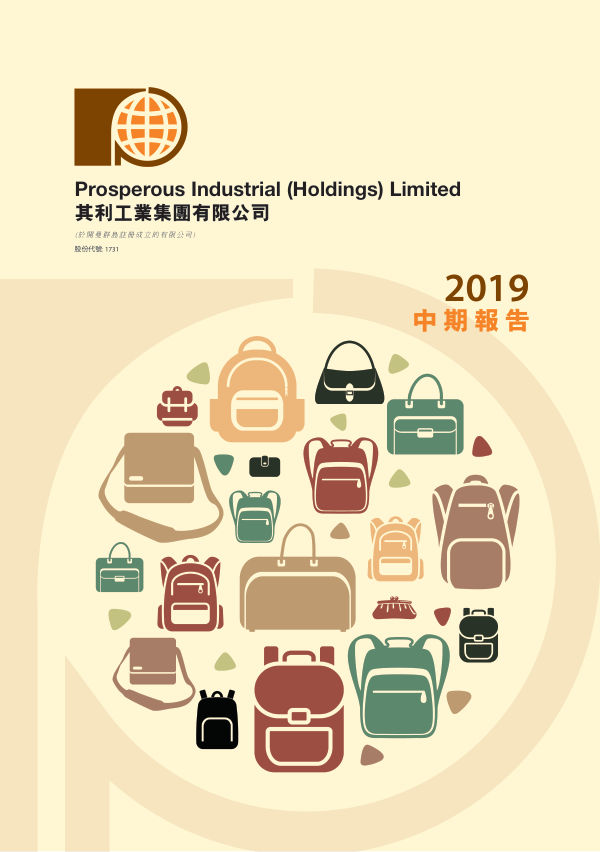 Prosperous Industrial (Holdings) Limited
其利工業集團有限公司
(於開曼群島註冊成立的有限公司)
股份代號: 1731
2019
中期報告